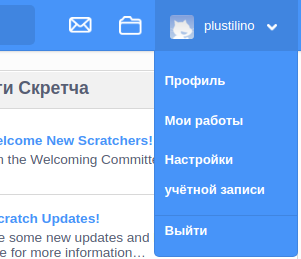 plustilino
ти Скретча
Профиль
Мои работы
elcome New Scratchers!
the Welcoming Committe
Настройки
учётной записи
cratch Updates!
Выйти
e some new updates and
e for more information…